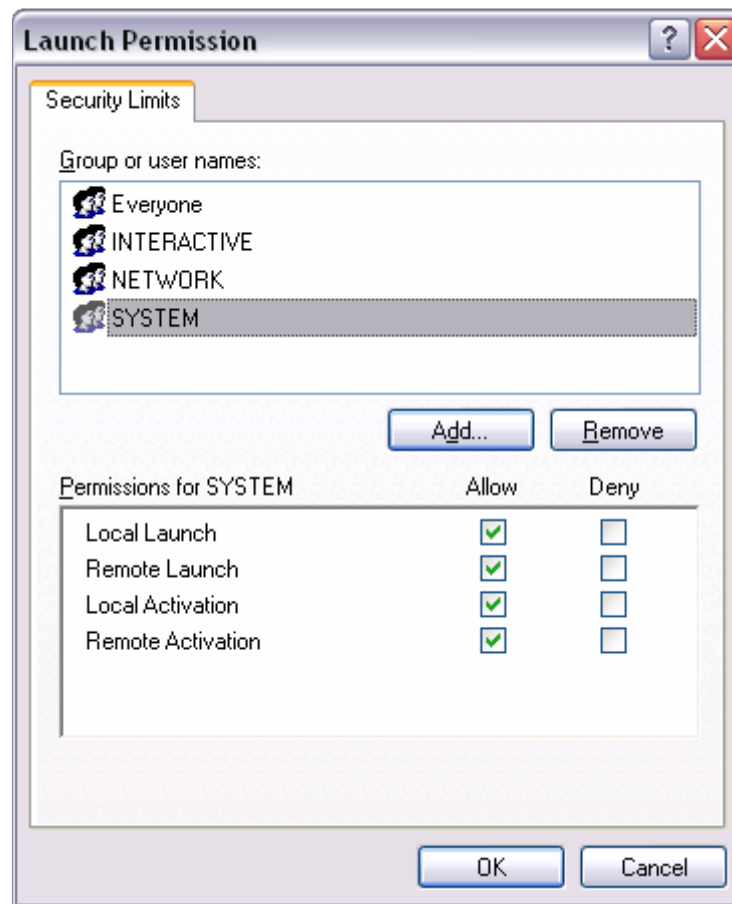 Launch Permission
Security Limits
Group or user names:
Everyone
INTERACTIVE
NETWORK
SYSTEM
Add... Remove
Permissions for SYSTEM Allow Deny
Local Launch
Remote Launch
Local Activation
Remote Activation
OK Cancel